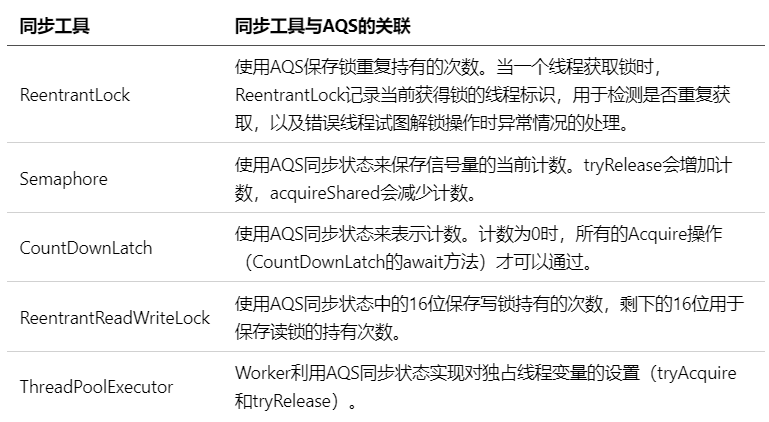 同步工具 同步工具与AQS的关联
使用AQS保存锁重复持有的次数。当一个线程获取锁时，
ReentrantLock ReentrantLock记录当前获得锁的线程标识，用于检测是否重复获
取，以及错误线程试图解锁操作时异常情况的处理。
使用AQS同步状态来保存信号量的当前计数。tryRelease会增加计
Semaphore
数，acquireShared会减少计数。
使用AQS同步状态来表示计数。计数为0时，所有的Acquire操作
CountDownLatch
（CountDownLatch的await方法）才可以通过。
使用AQS同步状态中的16位保存写锁持有的次数，剩下的16位用于
ReentrantReadWriteLock
保存读锁的持有次数。
Worker利用AQS同步状态实现对独占线程变量的设置（tryAcquire
ThreadPoolExecutor
和tryRelease）。